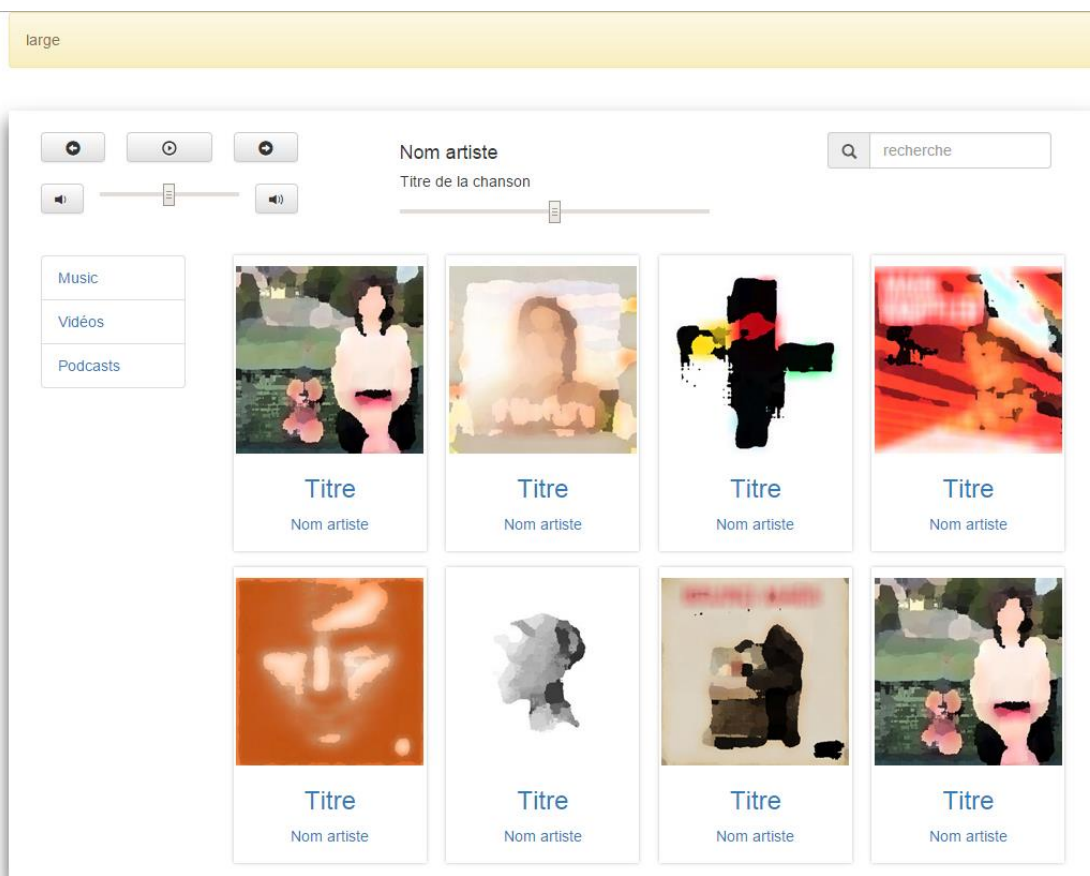 large
Nom artiste
recherche
Titre de la chanson
Music
Vidéos
Podcasts
Titre
Titre
Titre
Titre
Nom artiste
Nom artiste
Nom artiste
Nom artiste
Titre
Titre
Titre
Titre
Nom artiste
Nom artiste
Nom artiste
Nom artiste